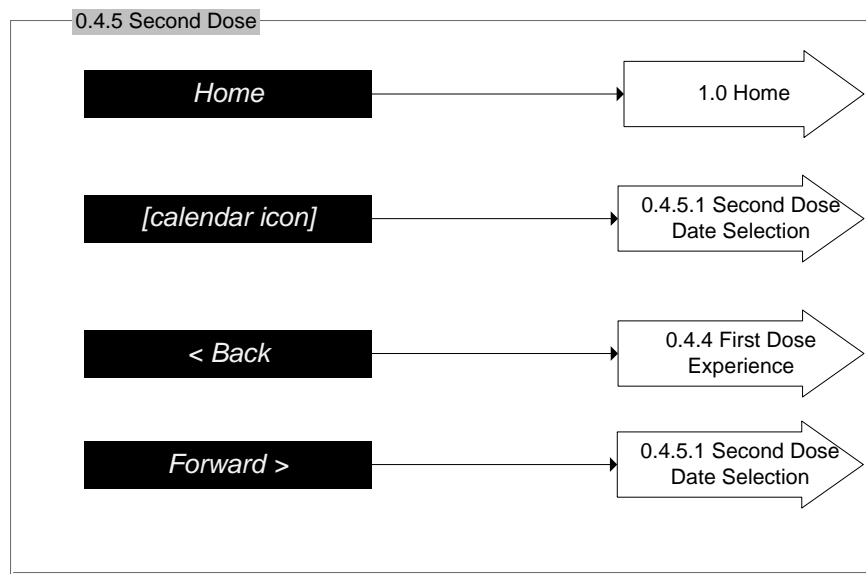 0.4.5 Second Dose
Home
1.0 Home
[calendar icon]
0.4.5.1 Second Dose
Date Selection
< Back
0.4.4 First Dose
Experience
Forward >
0.4.5.1 Second Dose
Date Selection